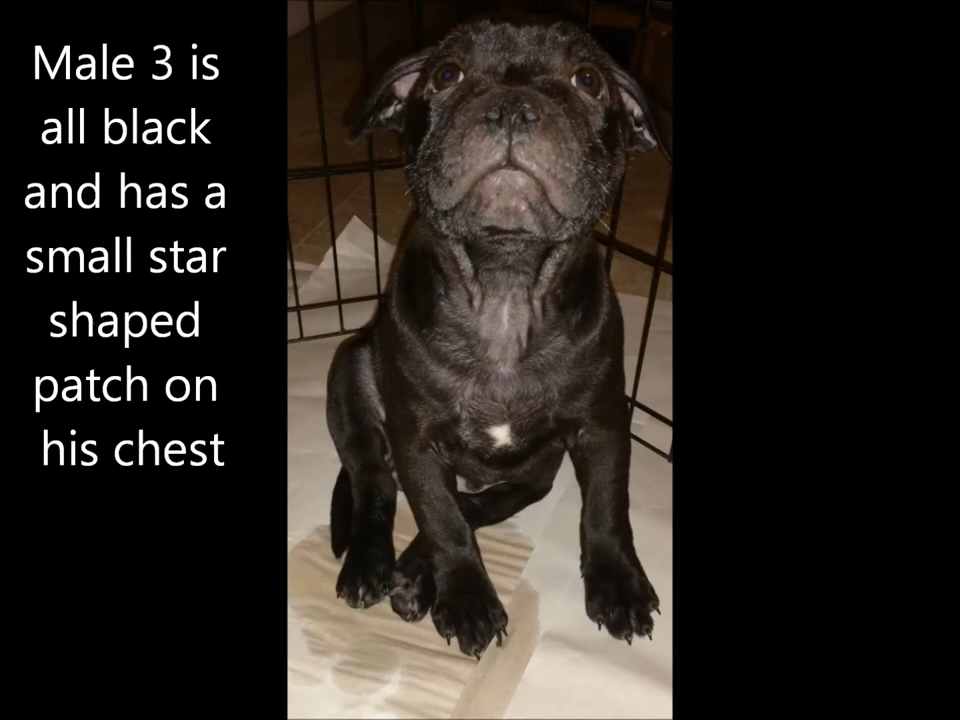 Male 3 is
all black
and has a
small star
shaped
patch on
his chest